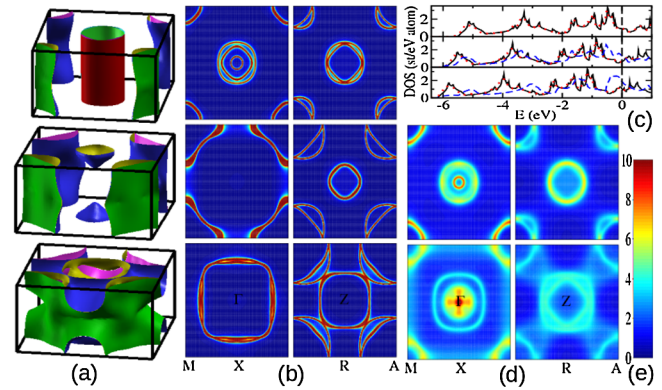 DOS (st/eV atom)
2
0
2
0
2
0
-6 -4 -2 0
E (eV)
(c)
10
8
6
4
2
0
Γ Z Γ Z
M X R A M X R A
(a) (b) (d) (e)